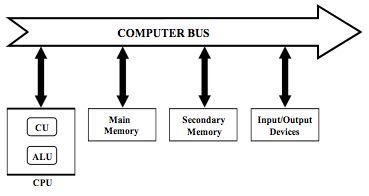 COMPUTER BUS
CU
ALU
CPU
Main
Memory
Secondary
Memory
Input/Output
Devices